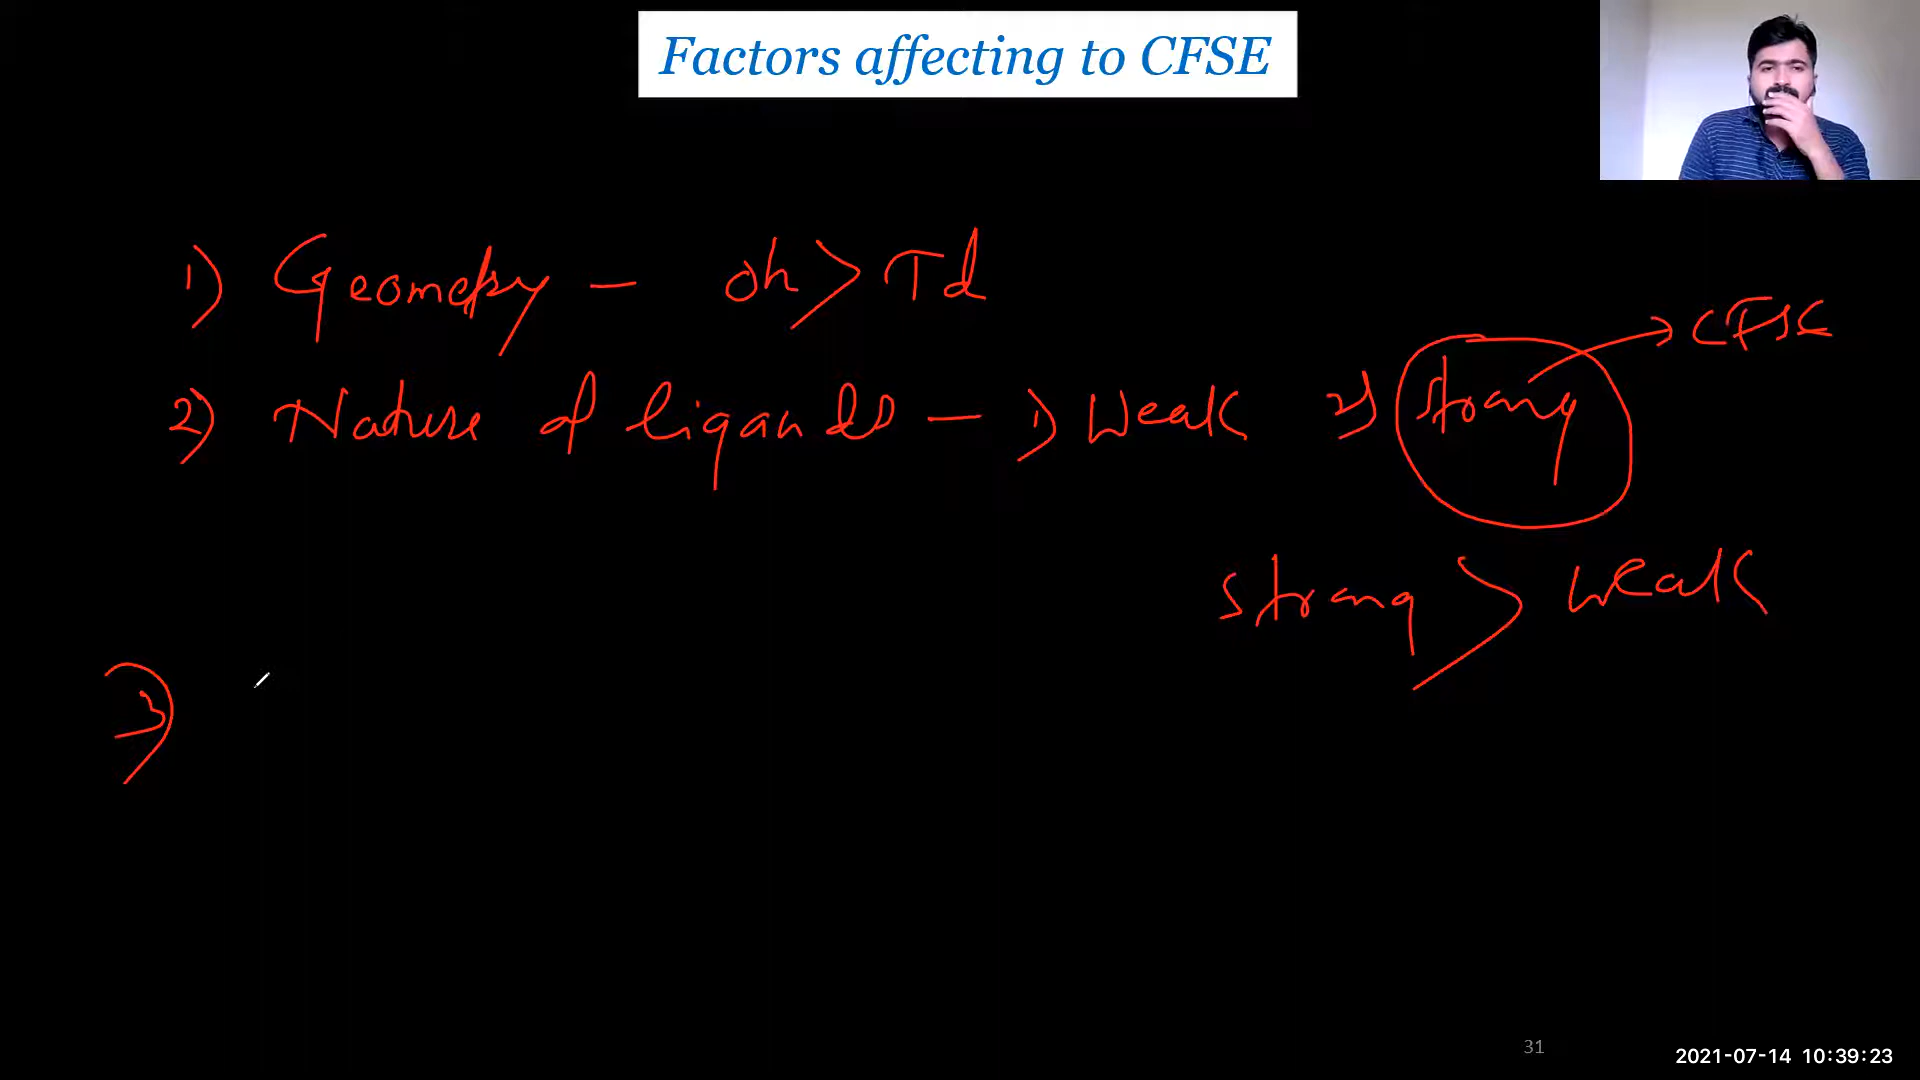 Factors affecting to CFSE
1) Geometry - oh > Td
2) Nature of ligands - 1) Weak 2) strong → CFSE
strong > weak
3)
31
2021-07-14 10:39:23